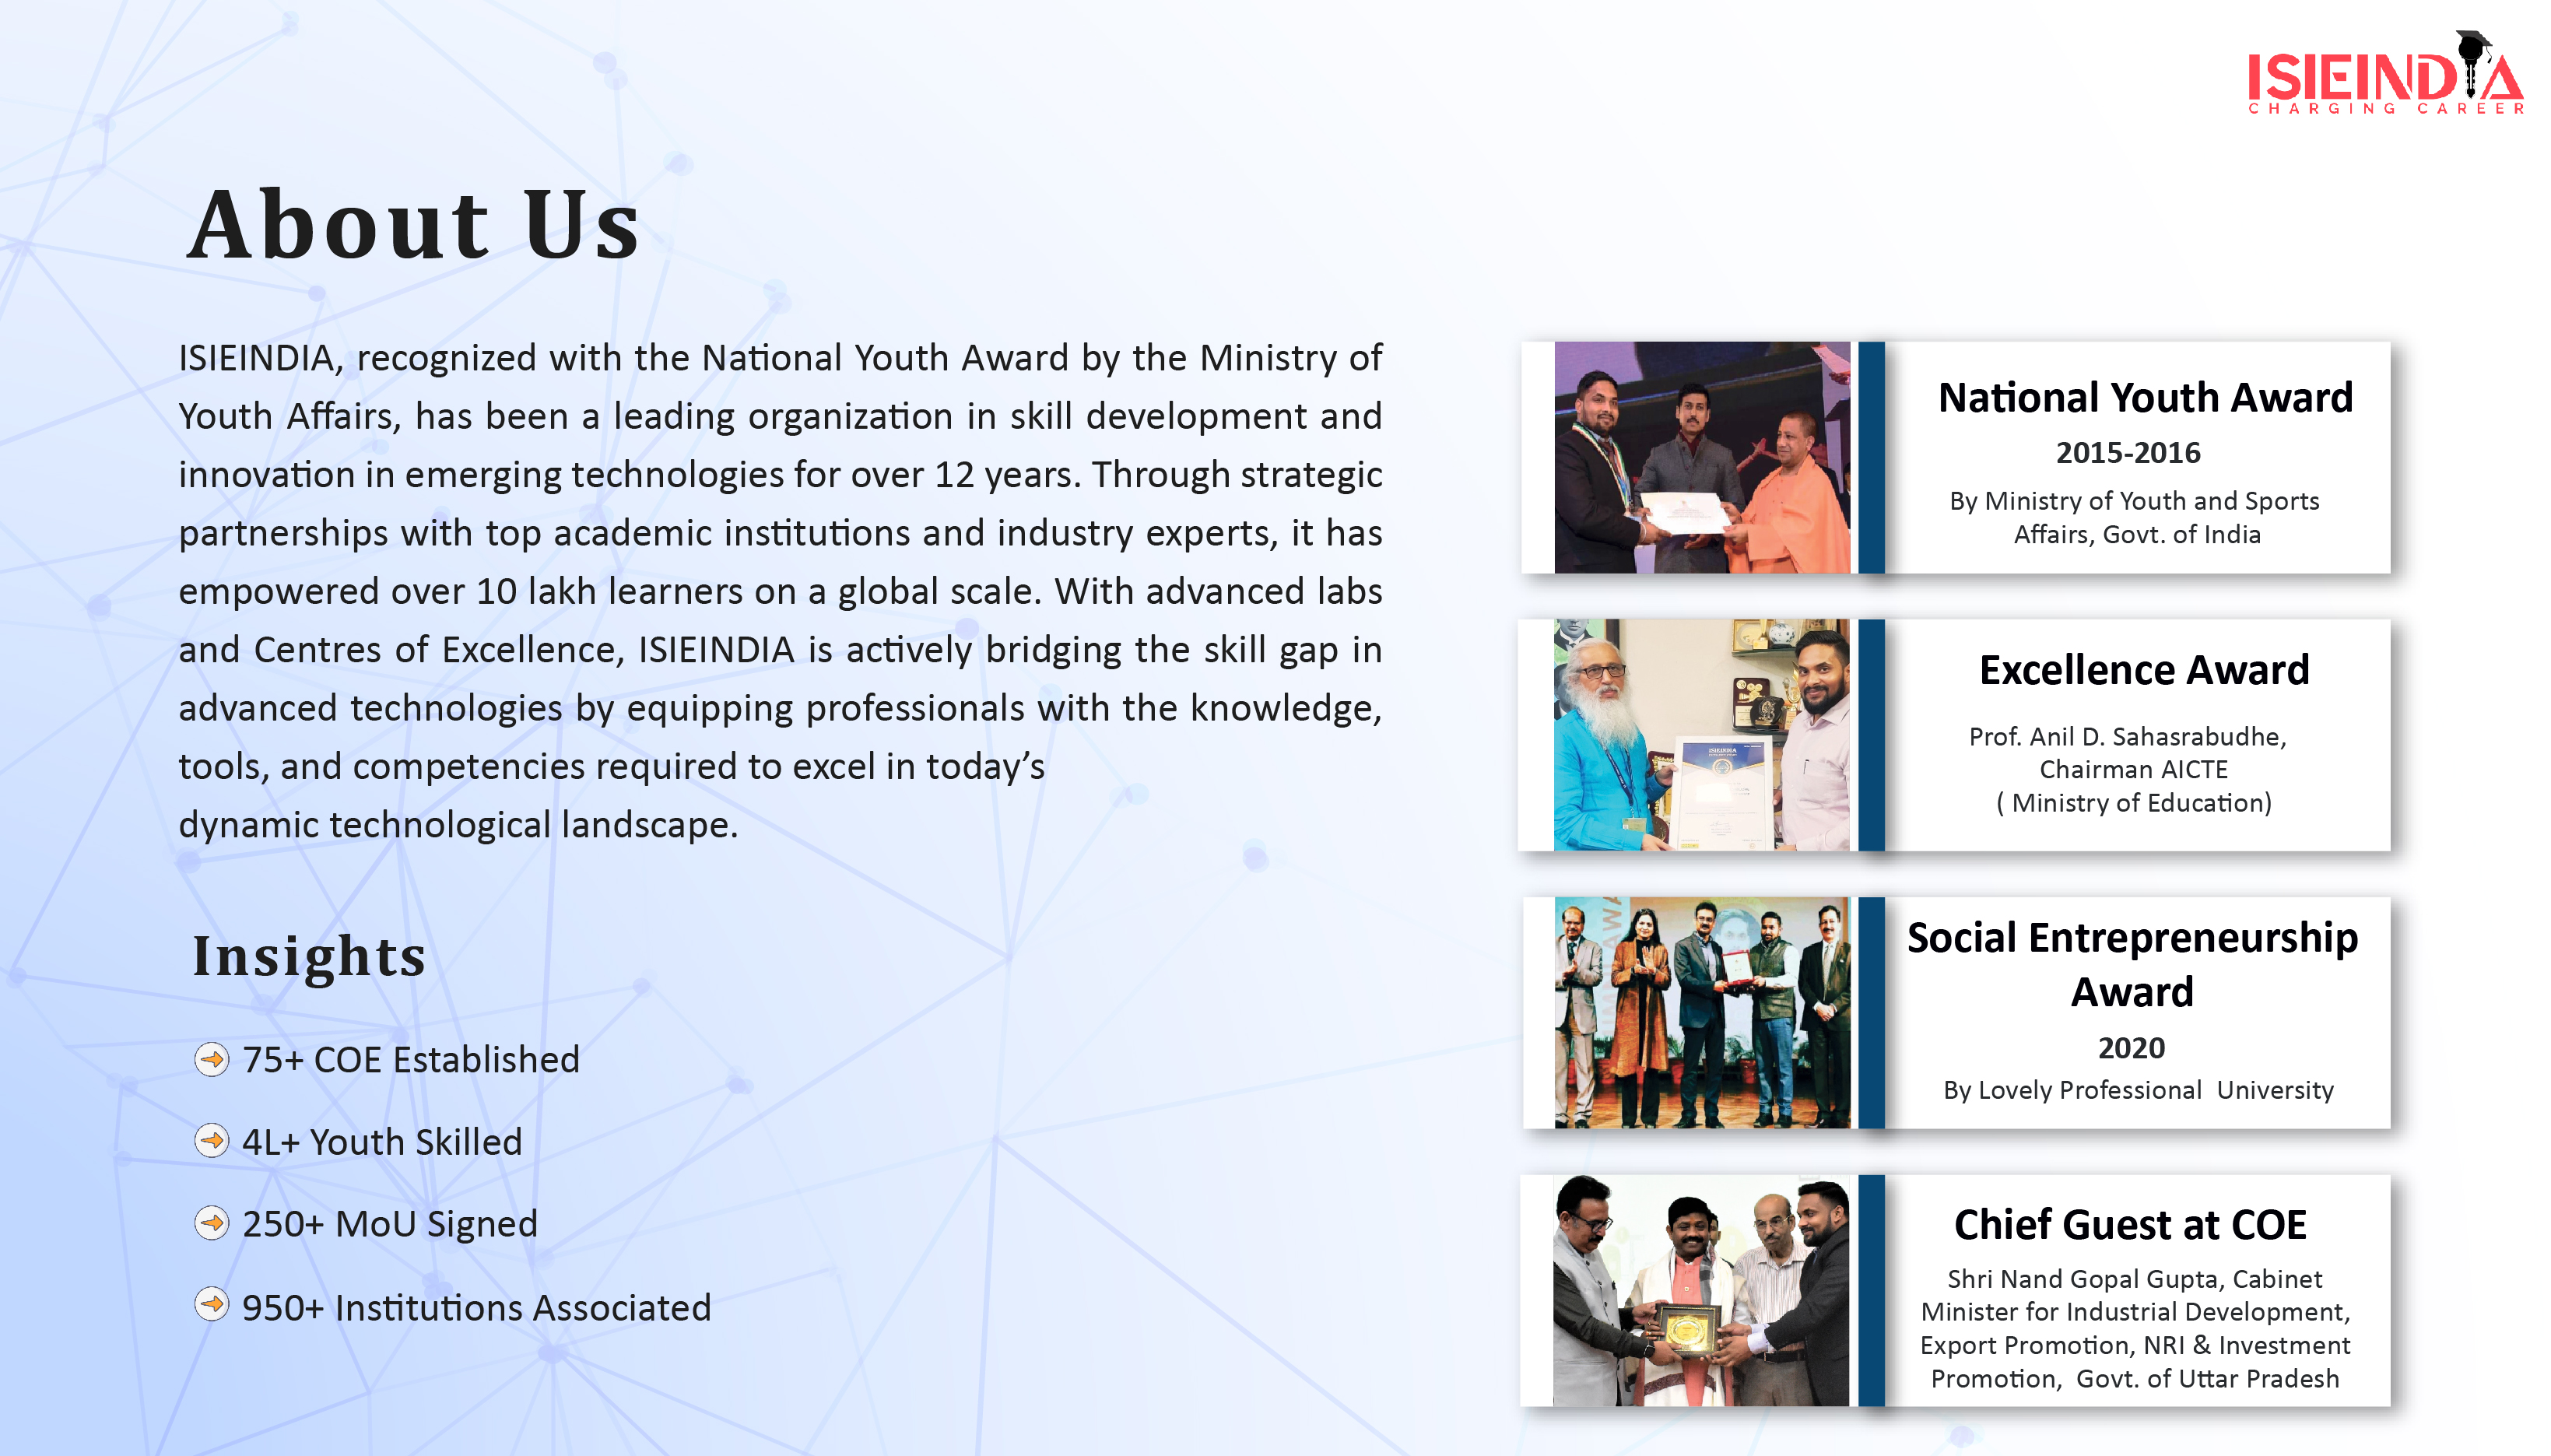 ISIEINDIA
CHARGING CAREER
About Us
ISIEINDIA, recognized with the National Youth Award by the Ministry of
Youth Affairs, has been a leading organization in skill development and
innovation in emerging technologies for over 12 years. Through strategic
partnerships with top academic institutions and industry experts, it has
empowered over 10 lakh learners on a global scale. With advanced labs
and Centres of Excellence, ISIEINDIA is actively bridging the skill gap in
advanced technologies by equipping professionals with the knowledge,
tools, and competencies required to excel in today’s
dynamic technological landscape.
Insights
75+ COE Established
4L+ Youth Skilled
250+ MoU Signed
950+ Institutions Associated
National Youth Award
2015-2016
By Ministry of Youth and Sports
Affairs, Govt. of India
Excellence Award
Prof. Anil D. Sahasrabudhe,
Chairman AICTE
( Ministry of Education)
ISIEINDIA
Social Entrepreneurship
Award
2020
By Lovely Professional  University
Chief Guest at COE
Shri Nand Gopal Gupta, Cabinet
Minister for Industrial Development,
Export Promotion, NRI & Investment
Promotion,  Govt. of Uttar Pradesh